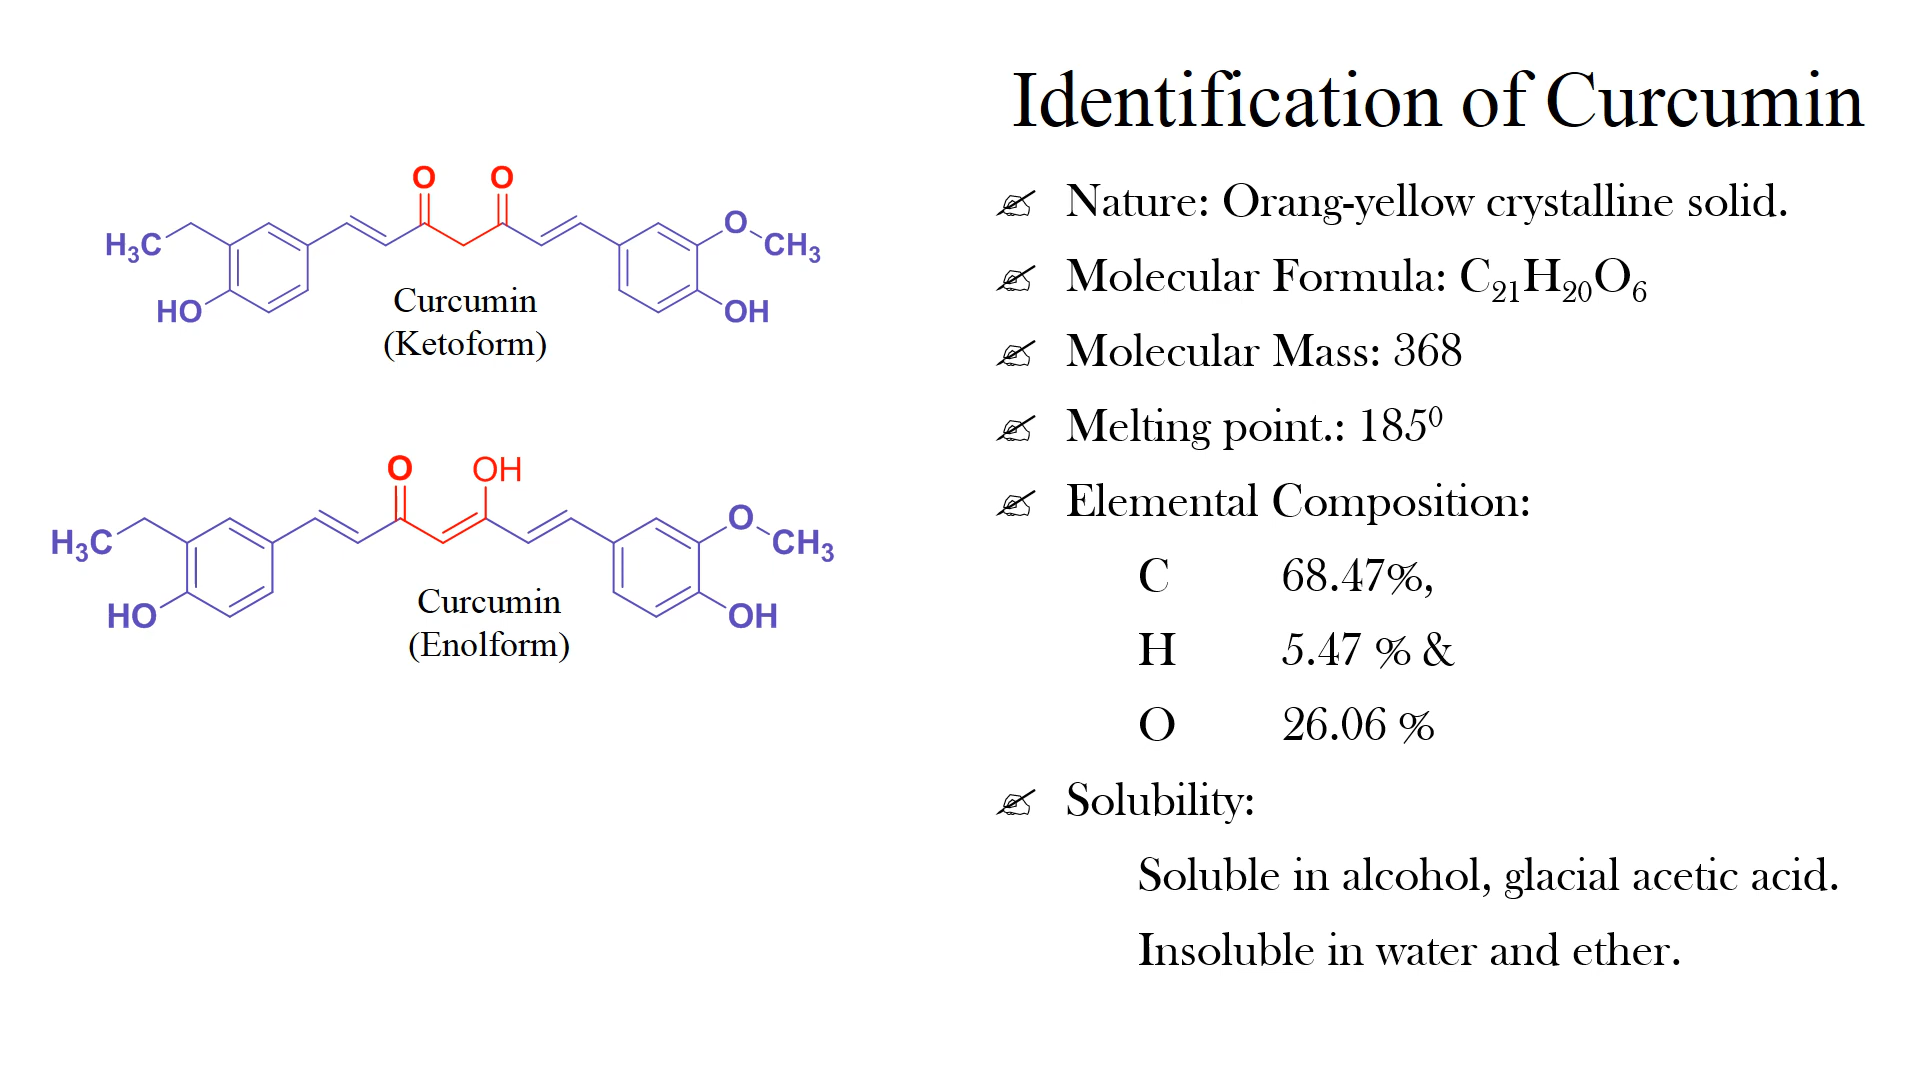 Identification of Curcumin
O O
H₃C O CH₃
HO OH
Curcumin
(Ketoform)
O OH
H₃C O CH₃
HO OH
Curcumin
(Enolform)
Nature: Orang-yellow crystalline solid.
Molecular Formula: C₂₁H₂₀O₆
Molecular Mass: 368
Melting point.: 185⁰
Elemental Composition:
C 68.47%,
H 5.47 % &
O 26.06 %
Solubility:
Soluble in alcohol, glacial acetic acid.
Insoluble in water and ether.